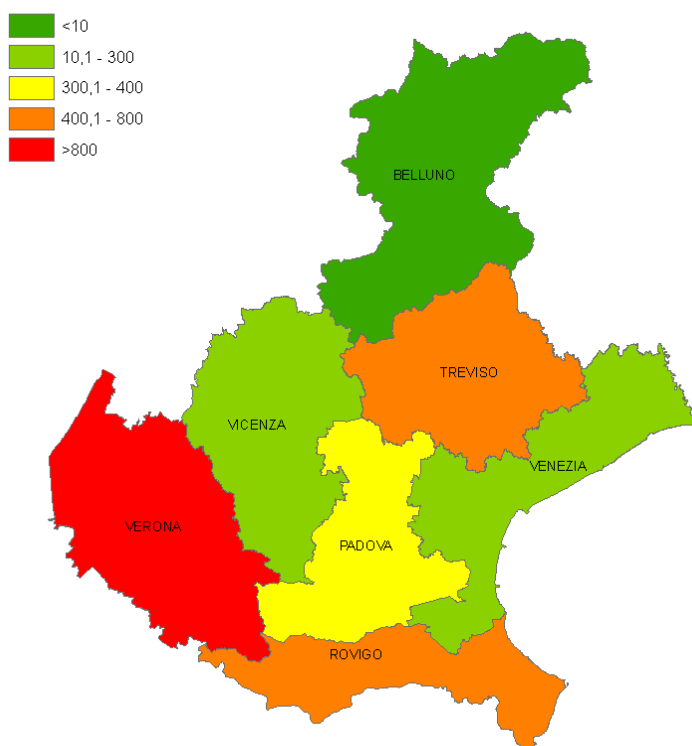 <10
10,1 - 300
300,1 - 400
400,1 - 800
>800
BELLUNO
TREVISO
VICENZA
VENEZIA
VERONA
PADOVA
ROVIGO